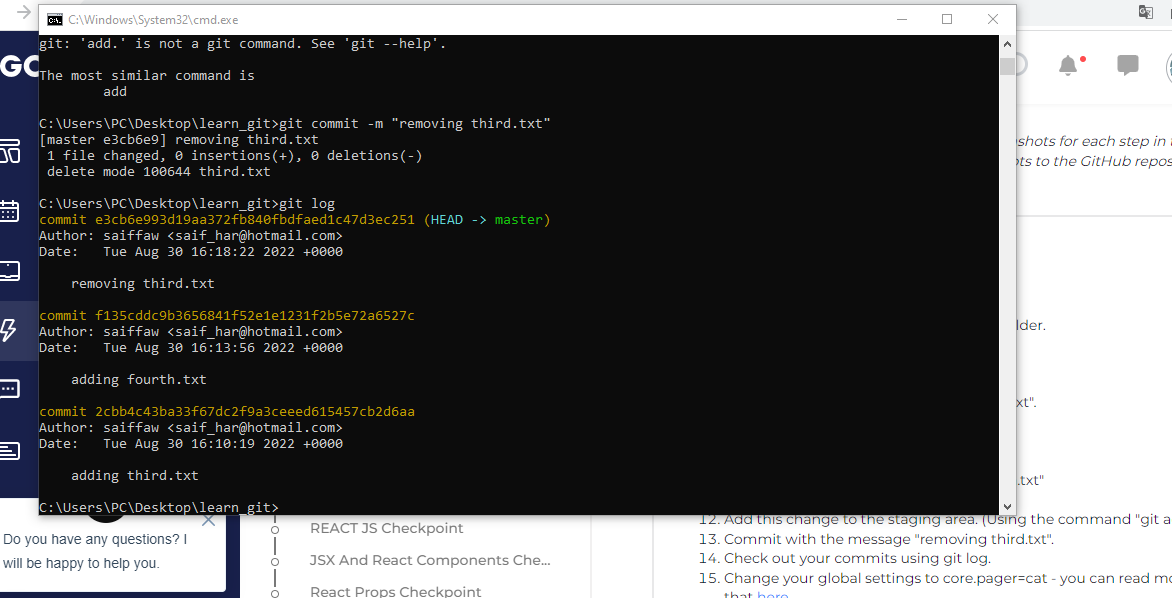 C:\Windows\System32\cmd.exe
git: 'add.' is not a git command. See 'git --help'.
The most similar command is
add
C:\Users\PC\Desktop\learn_git>git commit -m "removing third.txt"
[master e3cb6e9] removing third.txt
1 file changed, 0 insertions(+), 0 deletions(-)
delete mode 100644 third.txt
C:\Users\PC\Desktop\learn_git>git log
commit e3cb6e993d19aa372fb840fbdfaed1c47d3ec251 (HEAD -> master)
Author: saiffaw <saif_har@hotmail.com>
Date:   Tue Aug 30 16:18:22 2022 +0000
removing third.txt
commit f135cddc9b3656841f52e1e1231f2b5e72a6527c
Author: saiffaw <saif_har@hotmail.com>
Date:   Tue Aug 30 16:13:56 2022 +0000
adding fourth.txt
commit 2cbb4c43ba33f67dc2f9a3ceeed615457cb2d6aa
Author: saiffaw <saif_har@hotmail.com>
Date:   Tue Aug 30 16:10:19 2022 +0000
adding third.txt
C:\Users\PC\Desktop\learn_git>
GO
shots for each step in
ots to the GitHub repos
lder.
xt".
.txt"
12. Add this change to the staging area. (Using the command "git a
13. Commit with the message "removing third.txt".
14. Check out your commits using git log.
15. Change your global settings to core.pager=cat - you can read mo
that here
Do you have any questions? I
will be happy to help you.
REACT JS Checkpoint
JSX And React Components Che...
React Props Checkpoint